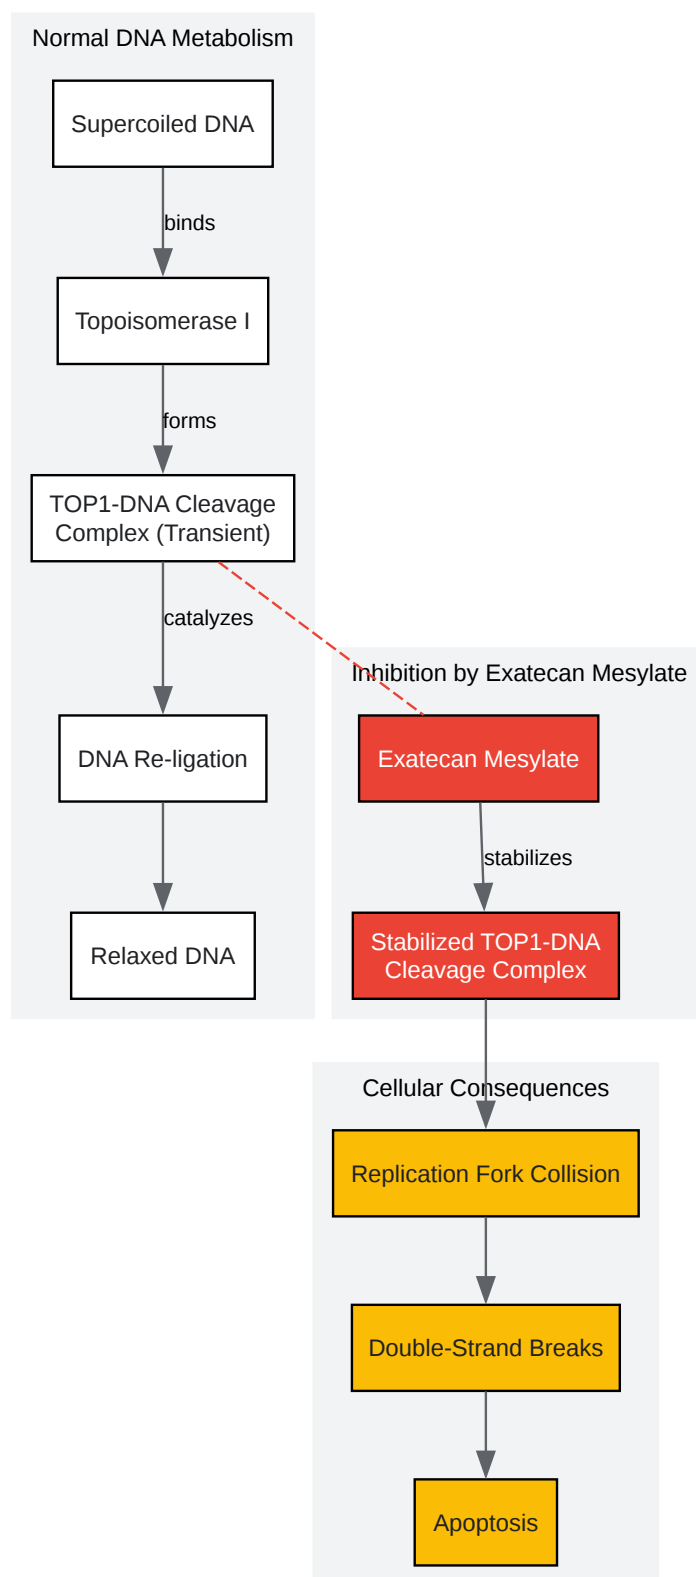 Normal DNA Metabolism
Supercoiled DNA
binds
Topoisomerase I
forms
TOP1-DNA Cleavage
Complex (Transient)
catalyzes
DNA Re-ligation
Relaxed DNA
Inhibition by Exatecan Mesylate
Exatecan Mesylate
stabilizes
Stabilized TOP1-DNA
Cleavage Complex
Cellular Consequences
Replication Fork Collision
Double-Strand Breaks
Apoptosis